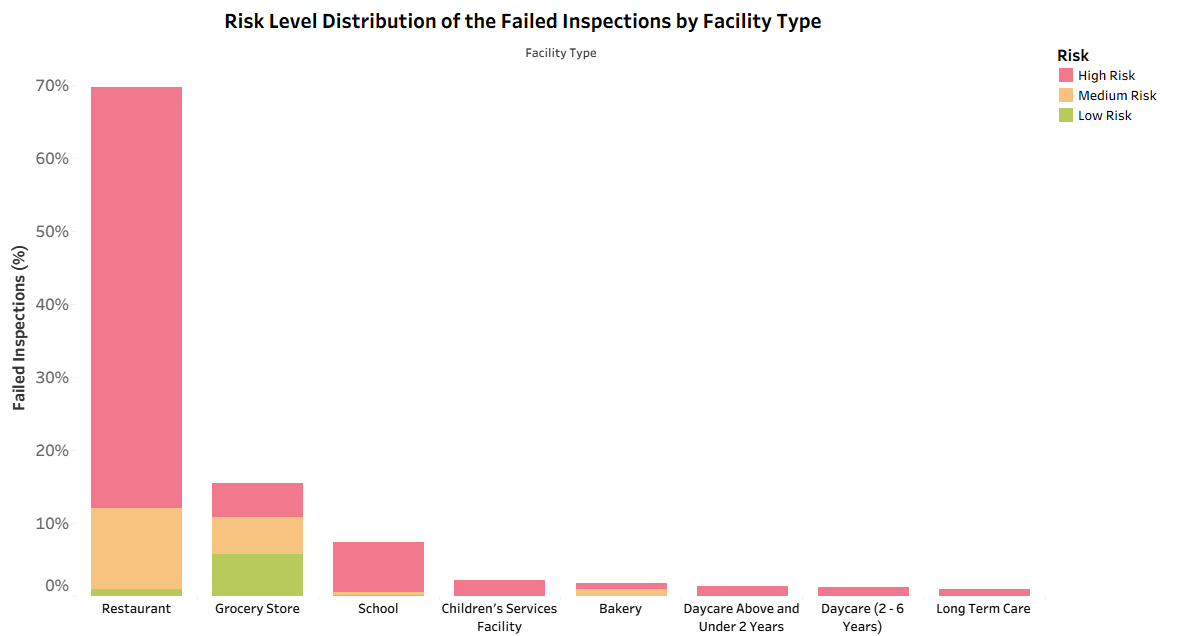 Risk Level Distribution of the Failed Inspections by Facility Type
Facility Type
Risk
High Risk
Medium Risk
Low Risk
Failed Inspections (%)
70%
60%
50%
40%
30%
20%
10%
0%
Restaurant
Grocery Store
School
Children's Services
Facility
Bakery
Daycare Above and
Under 2 Years
Daycare (2 - 6
Years)
Long Term Care